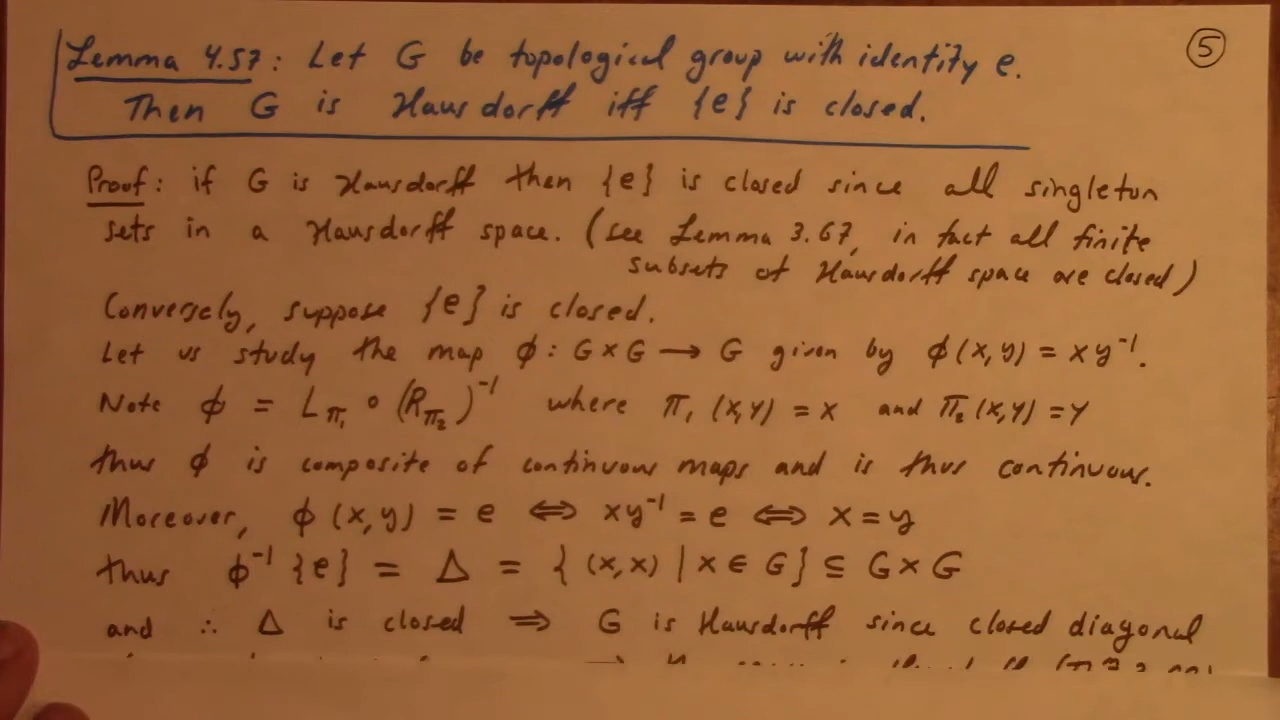 ⑤
Lemma 4.57: Let G be topological group with identity e.
Then G is Hausdorff iff {e} is closed.
Proof: if G is Hausdorff then {e} is closed since all singleton
sets in a Hausdorff space. (see Lemma 3.67, in fact all finite
subsets of Hausdorff space are closed)
Conversely, suppose {e} is closed.
Let us study the map φ: G×G → G given by φ(x,y) = xy⁻¹.
Note φ = L_π₁ ∘ (R_π₂)⁻¹ where π₁(x,y) = x and π₂(x,y) = y
thus φ is composite of continuous maps and is thus continuous.
Moreover, φ(x,y) = e ⟺ xy⁻¹ = e ⟺ x = y
thus φ⁻¹{e} = Δ = {(x,x) | x ∈ G} ⊆ G×G
and ∴ Δ is closed ⟹ G is Hausdorff since closed diagonal